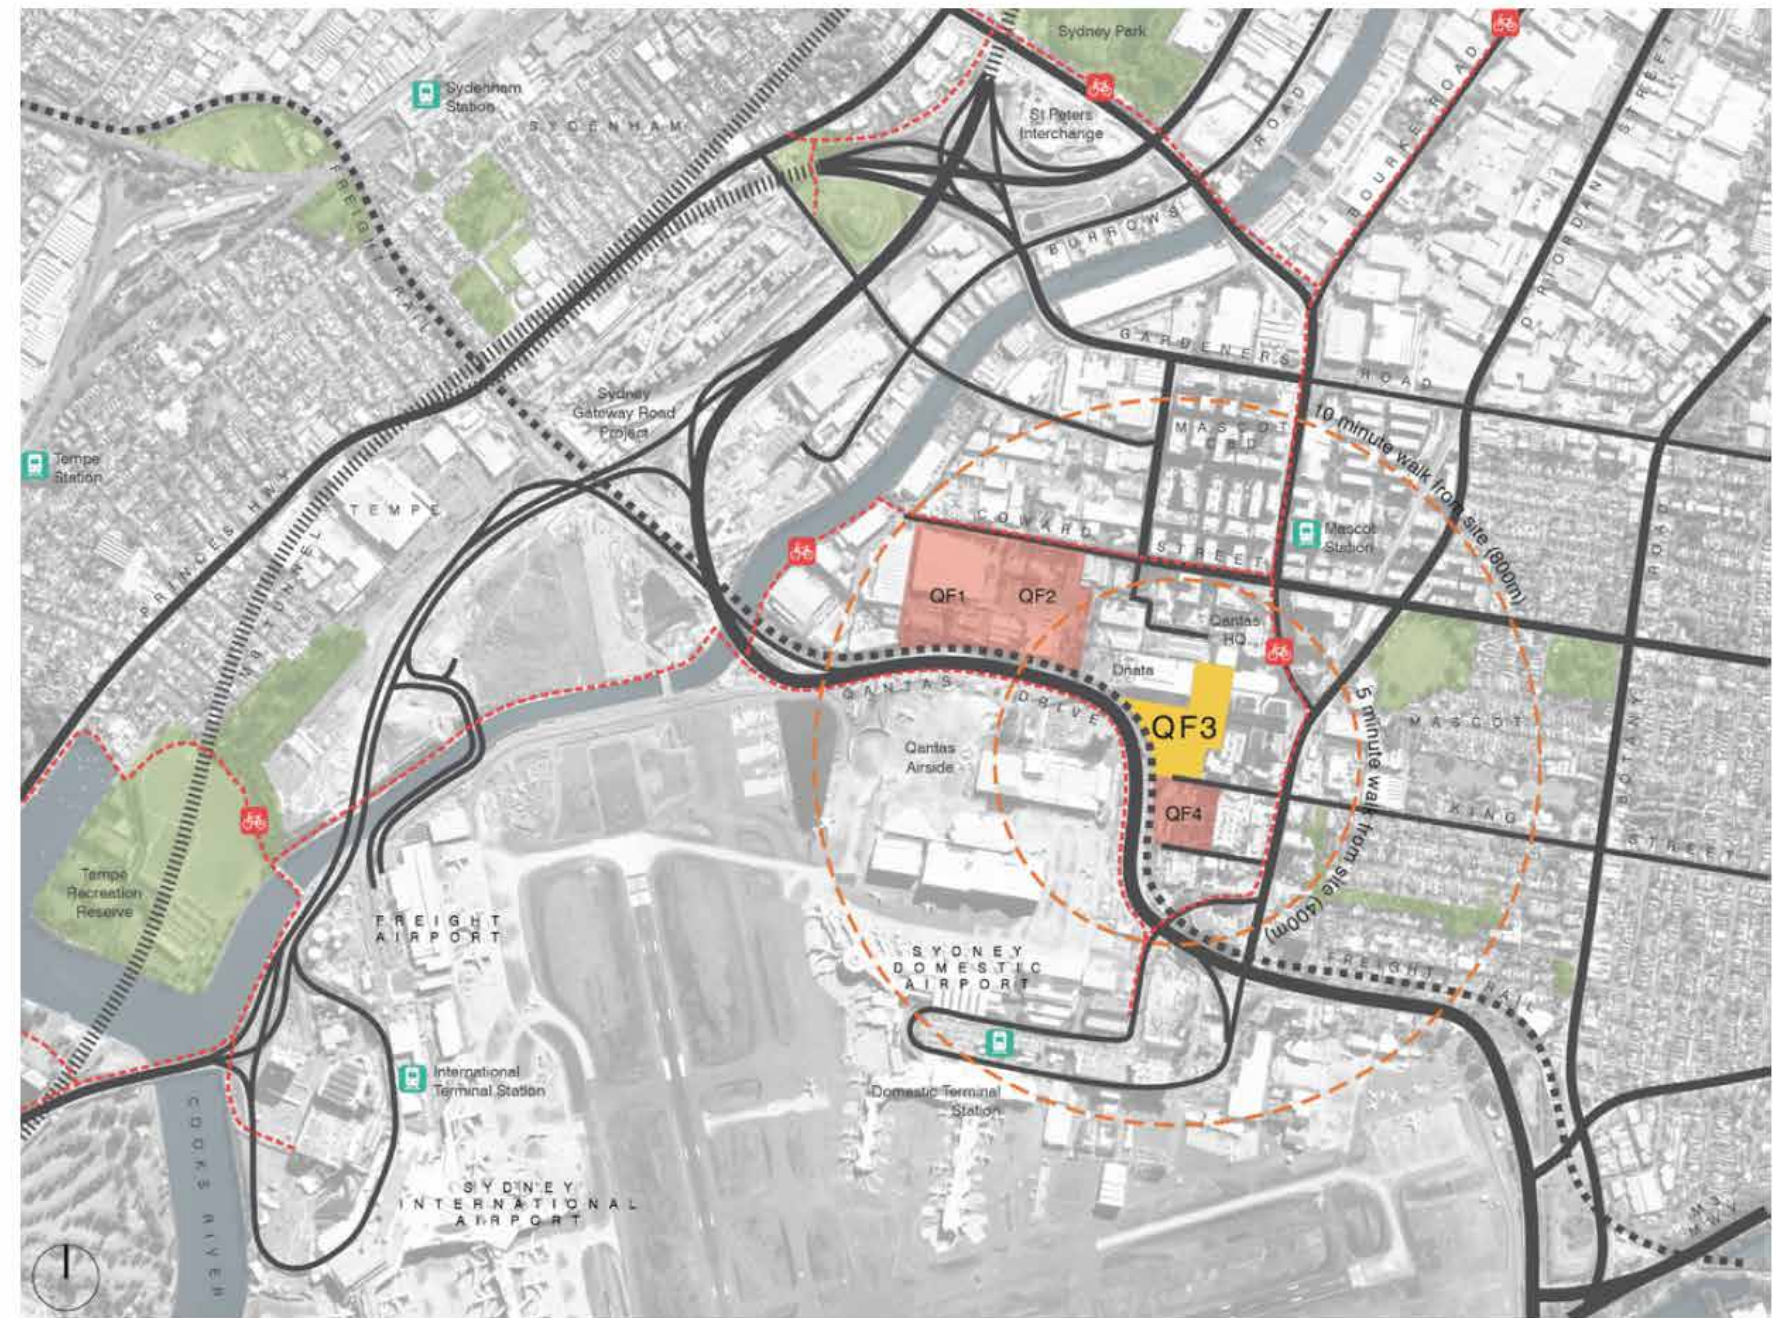 Sydney Park
Sydenham
Station
SYDENHAM
St Peters
Interchange
ROAD
BOURKE ROAD
STREET
O'RIORDAN
BURROWS
FREIGHT RAIL
GARDENERS
ROAD
Sydney
Gateway Road
Project
10 minute walk from site (800m)
MASCOT
CBD
Tempe
Station
TEMPE
PRINCES HWY
M8 TUNNEL
COWARD
STREET
Mascot
Station
ROAD
QF1
QF2
Qantas
HQ
Dnata
QANTAS
DRIVE
QF3
MASCOT
BOTANY
5 minute walk from site (400m)
Qantas
Airside
QF4
KING
STREET
Tempe
Recreation
Reserve
FREIGHT
AIRPORT
SYDNEY
DOMESTIC
AIRPORT
FREIGHT RAIL
International
Terminal Station
Domestic Terminal
Station
COOKS RIVER
SYDNEY
INTERNATIONAL
AIRPORT